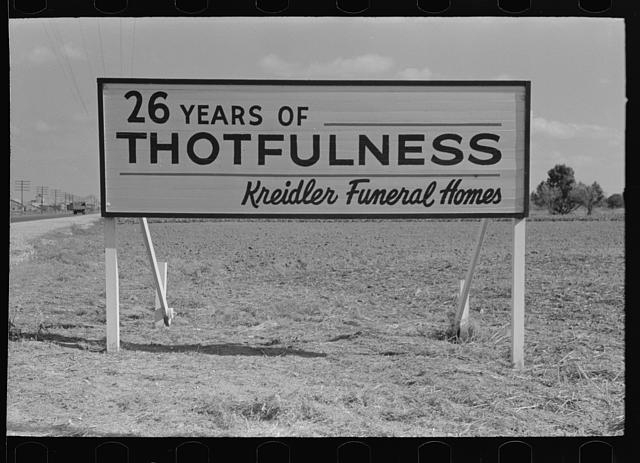 26 YEARS OF
THOTFULNESS
Kreidler Funeral Homes